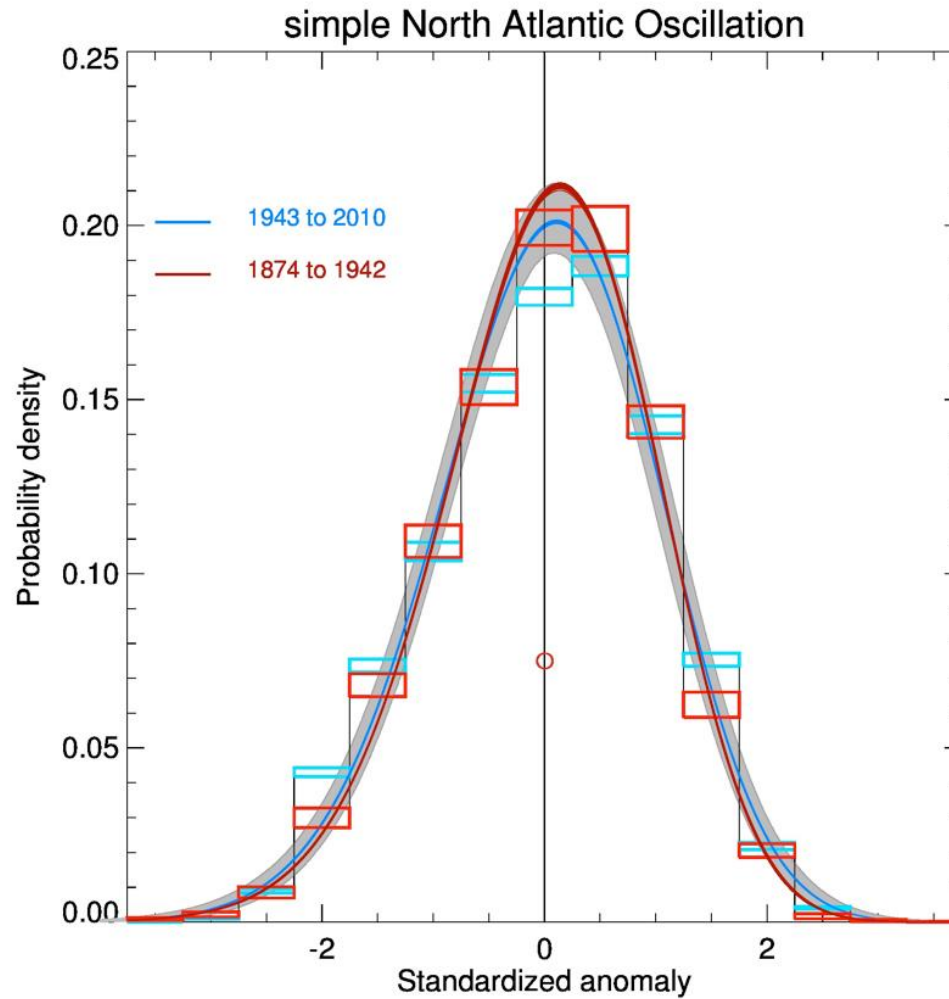 simple North Atlantic Oscillation
0.25
0.20
0.15
0.10
0.05
0.00
Probability density
1943 to 2010
1874 to 1942
-2 0 2
Standardized anomaly